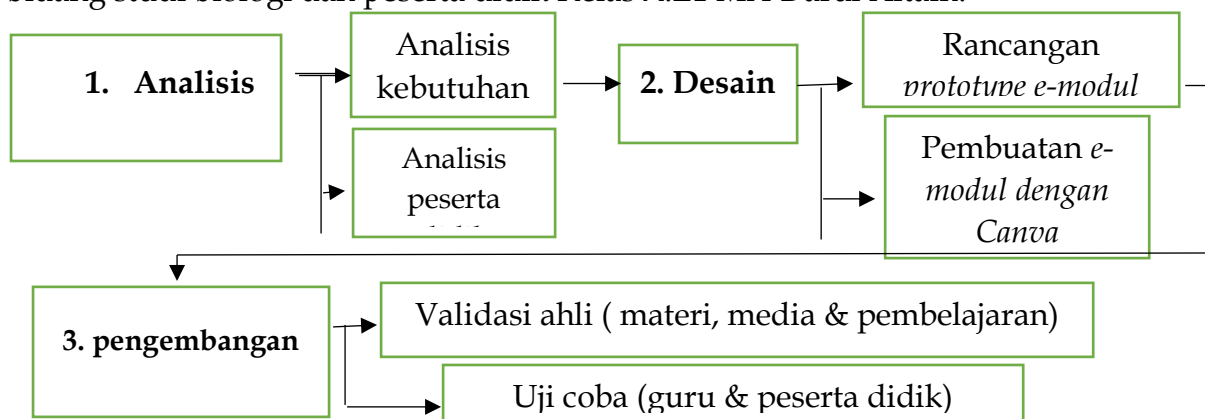 1. Analisis
Analisis
kebutuhan
Analisis
peserta
2. Desain
Rancangan
prototype e-modul
Pembuatan e-
modul dengan
Canva
3. pengembangan
Validasi ahli ( materi, media & pembelajaran)
Uji coba (guru & peserta didik)